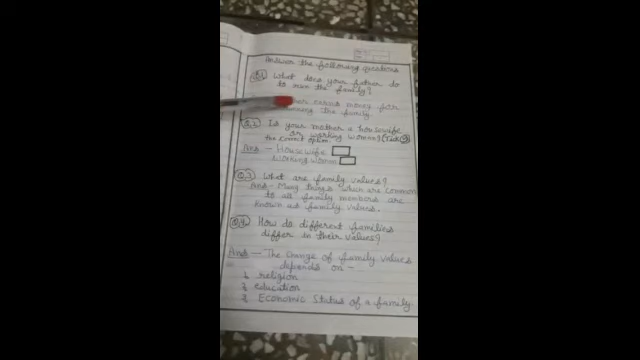 Answer the following questions
Q.1. What does your father do
to run the family?
earns money for
running the family.
Q.2. Is your mother a housewife
or working woman? (Tick ✓)
the correct option.
Ans - Housewife
Working woman
Q.3 What are family values?
Ans - Many things which are common
to all family members are
known as family values.
Q.4. How do different families
differ in their values?
Ans - The change of family values
depends on -
1. religion
2. education
3. Economic Status of a family.